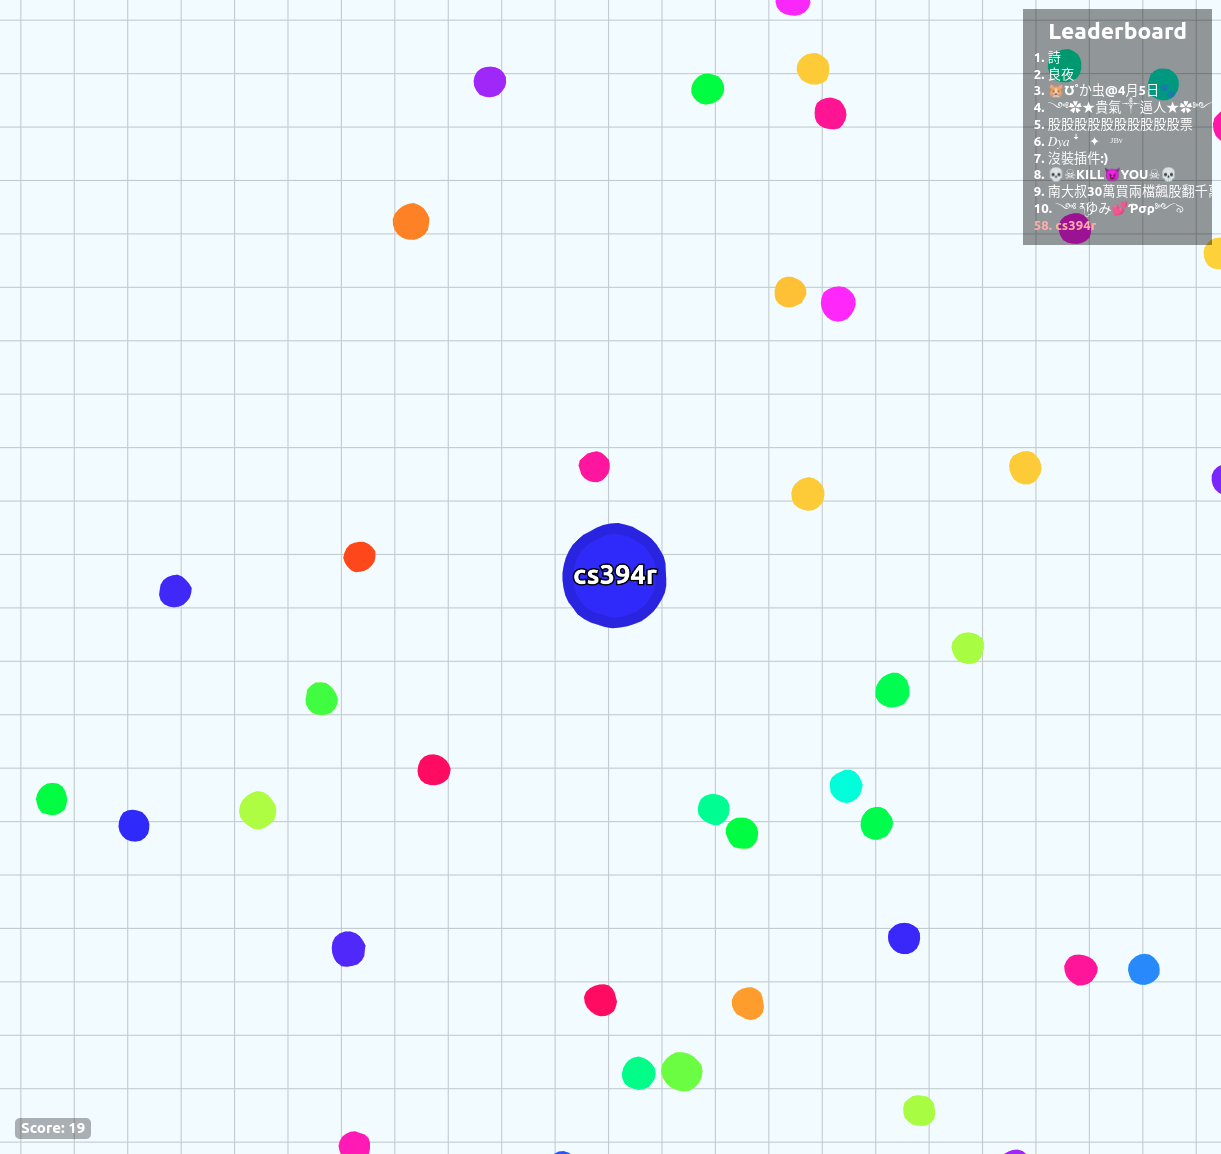 Leaderboard
1. 詩
2. 良夜
3. 🐹℧˚か虫@4月5日🐾
4. ★貴氣逼人★
5. 股股股股股股股股股股票
6. Dya ✦
7. 沒裝插件:)
8. 💀☠KILL😈YOU☠💀
9. 南大叔30萬買兩檔飆股翻千
10. ゆみ💕Ƥσρ
58. cs394r
cs394r
Score: 19